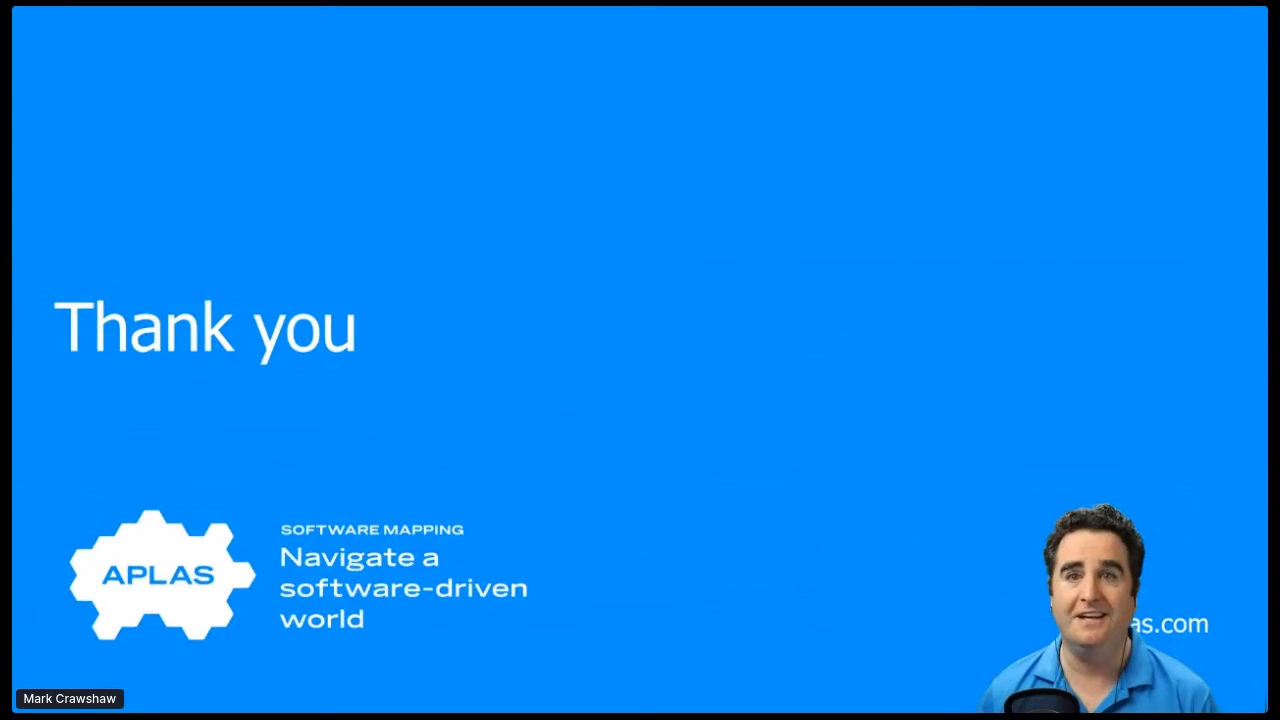 Thank you
SOFTWARE MAPPING
Navigate a
software-driven
world
APLAS
as.com
Mark Crawshaw